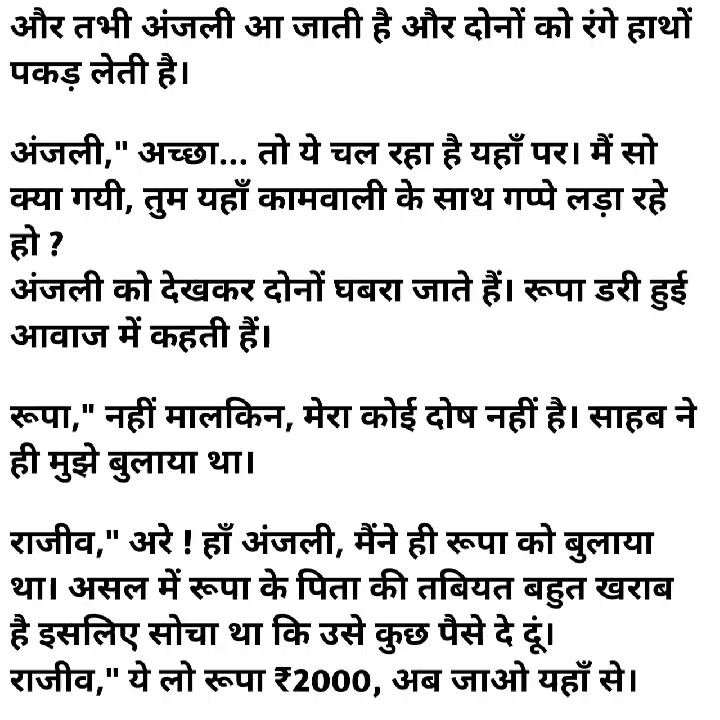 और तभी अंजली आ जाती है और दोनों को रंगे हाथों
पकड़ लेती है।
अंजली," अच्छा... तो ये चल रहा है यहाँ पर। मैं सो
क्या गयी, तुम यहाँ कामवाली के साथ गप्पे लड़ा रहे
हो ?
अंजली को देखकर दोनों घबरा जाते हैं। रूपा डरी हुई
आवाज में कहती हैं।
रूपा," नहीं मालकिन, मेरा कोई दोष नहीं है। साहब ने
ही मुझे बुलाया था।
राजीव," अरे ! हाँ अंजली, मैंने ही रूपा को बुलाया
था। असल में रूपा के पिता की तबियत बहुत खराब
है इसलिए सोचा था कि उसे कुछ पैसे दे दूं।
राजीव," ये लो रूपा ₹2000, अब जाओ यहाँ से।